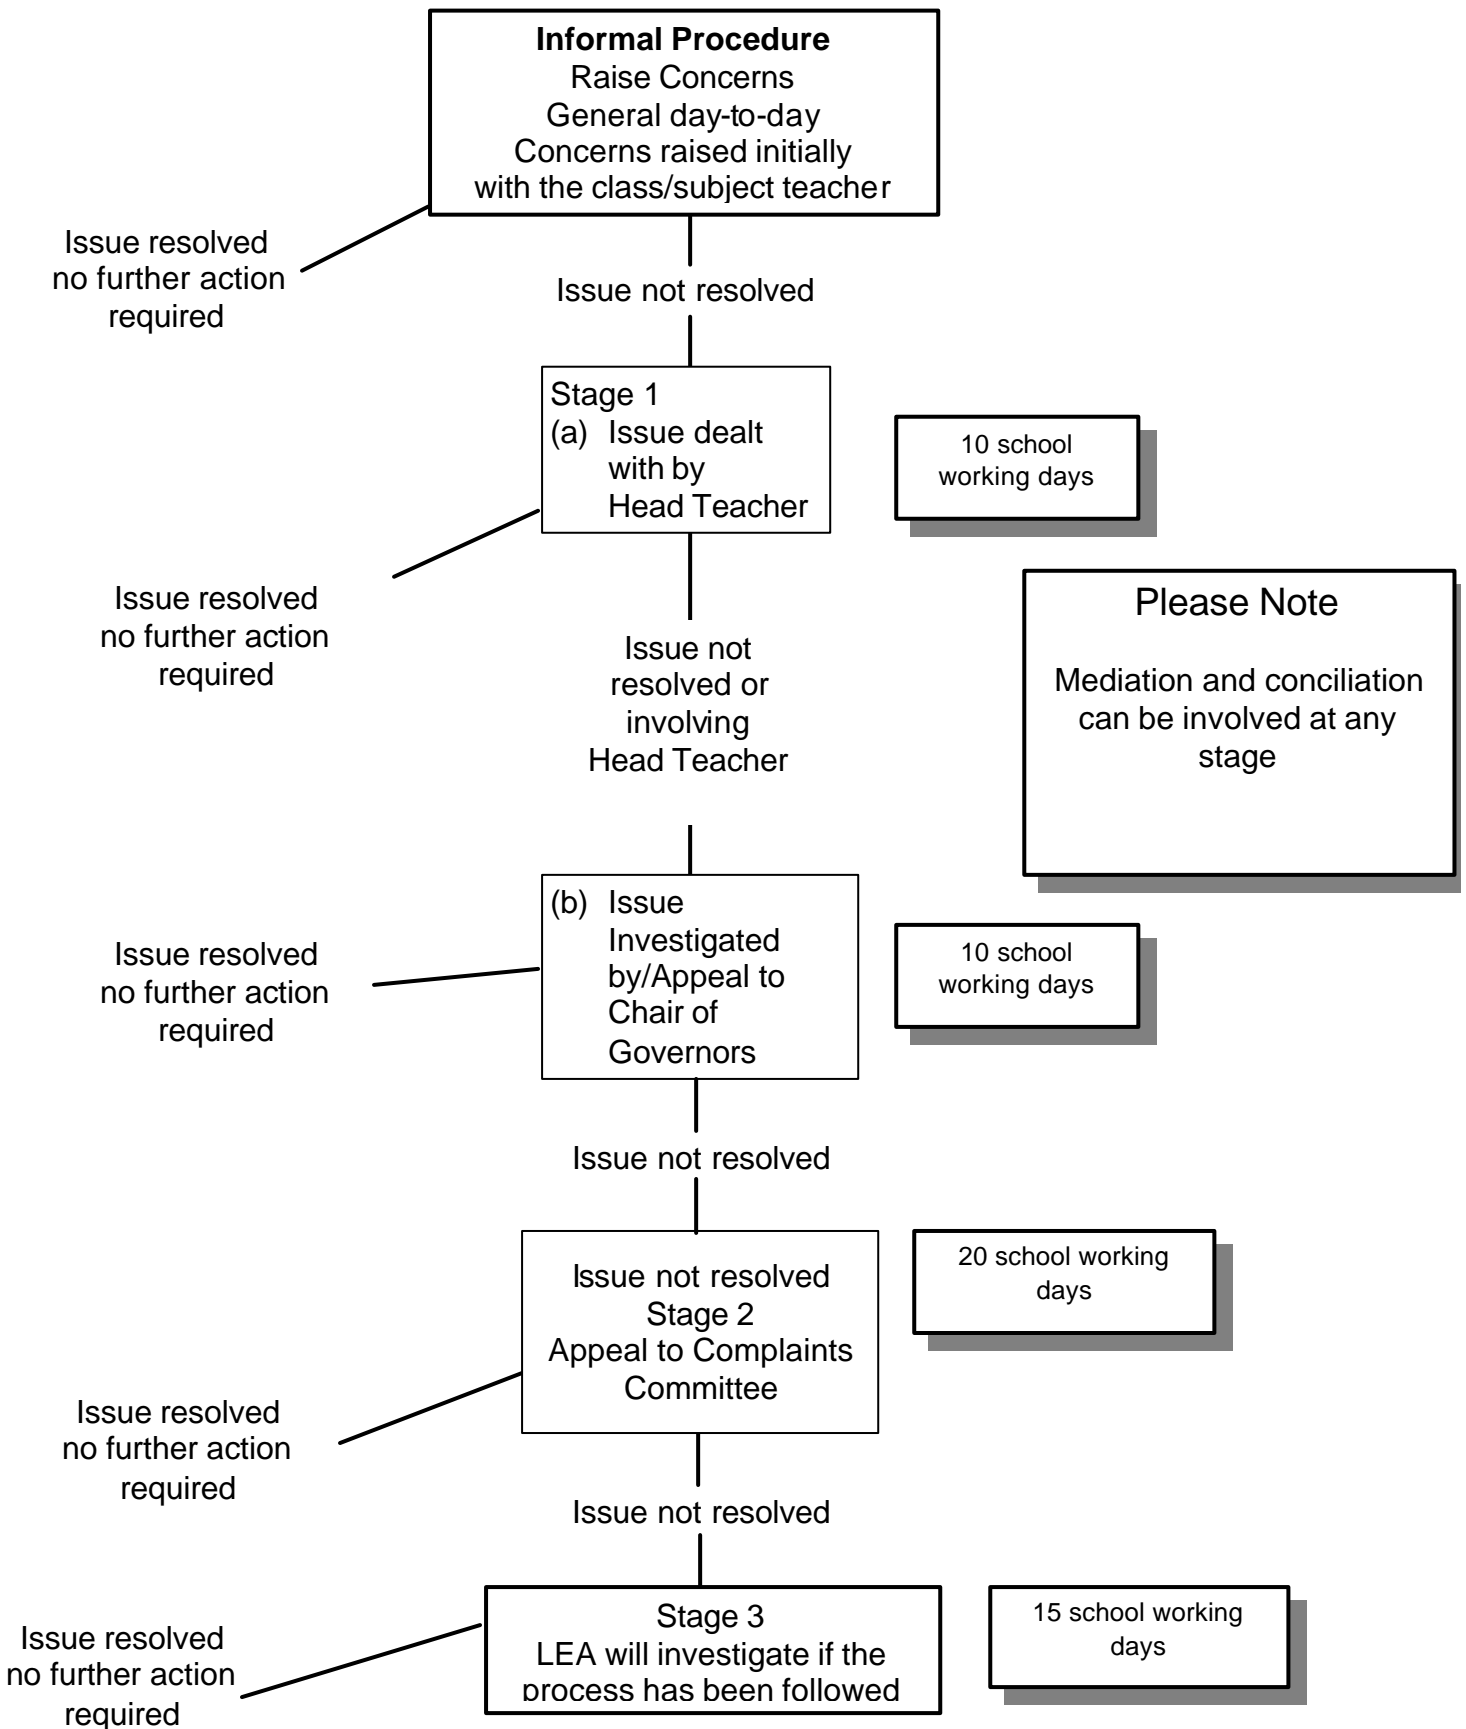 Informal Procedure
Raise Concerns
General day-to-day
Concerns raised initially
with the class/subject teacher
Issue resolved
no further action
required
Issue not resolved
Stage 1
(a) Issue dealt
with by
Head Teacher
10 school
working days
Issue resolved
no further action
required
Issue not
resolved or
involving
Head Teacher
Please Note
Mediation and conciliation
can be involved at any
stage
(b) Issue
Investigated
by/Appeal to
Chair of
Governors
10 school
working days
Issue resolved
no further action
required
Issue not resolved
Issue not resolved
Stage 2
Appeal to Complaints
Committee
20 school working
days
Issue resolved
no further action
required
Issue not resolved
Stage 3
LEA will investigate if the
process has been followed
15 school working
days
Issue resolved
no further action
required